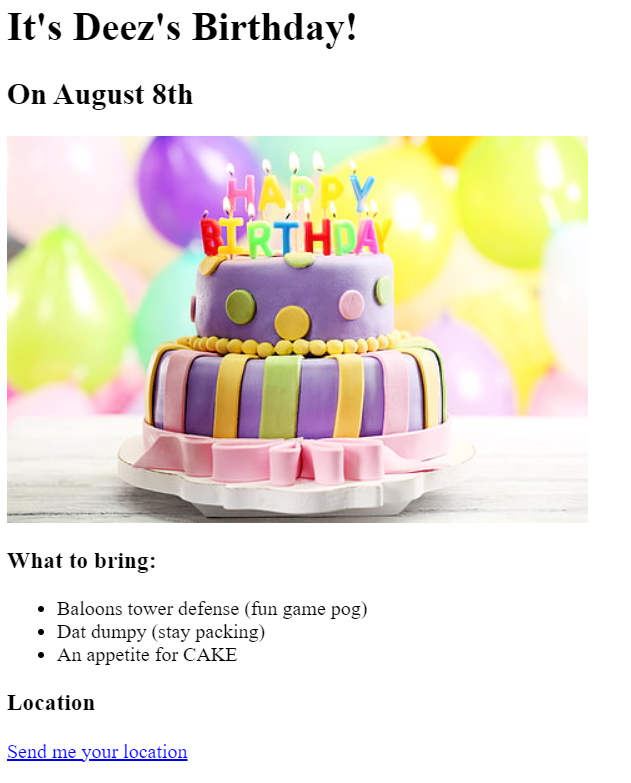 It's Deez's Birthday!
On August 8th
HAPPY
BIRTHDAY
What to bring:
Baloons tower defense (fun game pog)
Dat dumpy (stay packing)
An appetite for CAKE
Location
Send me your location